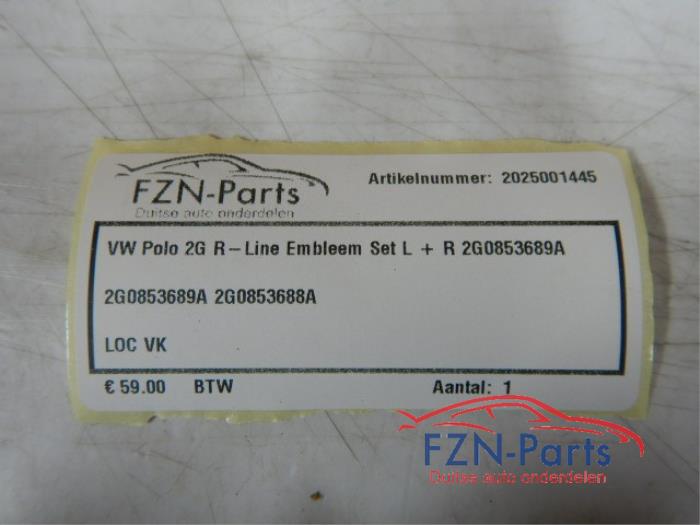 FZN-Parts
Duitse auto onderdelen
Artikelnummer: 2025001445
VW Polo 2G R-Line Embleem Set L + R 2G0853689A
2G0853689A 2G0853688A
LOC VK
€ 59.00 BTW Aantal: 1
FZN-Parts
Duitse auto onderdelen